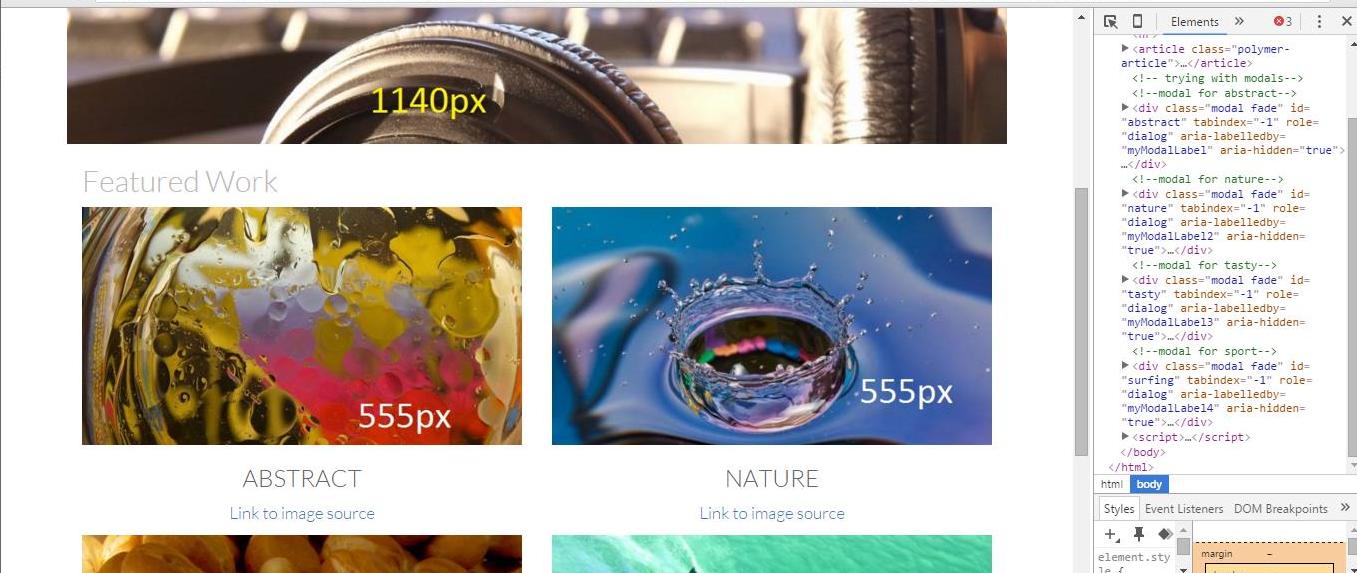 1140px
Featured Work
555px
555px
ABSTRACT
NATURE
Link to image source
Link to image source
Elements
3
<article class="polymer-
article">…</article>
<!-- trying with modals-->
<!--modal for abstract-->
<div class="modal fade" id=
"abstract" tabindex="-1" role=
"dialog" aria-labelledby=
"myModalLabel" aria-hidden="true">
…</div>
<!--modal for nature-->
<div class="modal fade" id=
"nature" tabindex="-1" role=
"dialog" aria-labelledby=
"myModalLabel2" aria-hidden=
"true">…</div>
<!--modal for tasty-->
<div class="modal fade" id=
"tasty" tabindex="-1" role=
"dialog" aria-labelledby=
"myModalLabel3" aria-hidden=
"true">…</div>
<!--modal for sport-->
<div class="modal fade" id=
"surfing" tabindex="-1" role=
"dialog" aria-labelledby=
"myModalLabel4" aria-hidden=
"true">…</div>
<script>…</script>
</body>
</html>
html body
Styles Event Listeners DOM Breakpoints
element.sty
le {
margin –